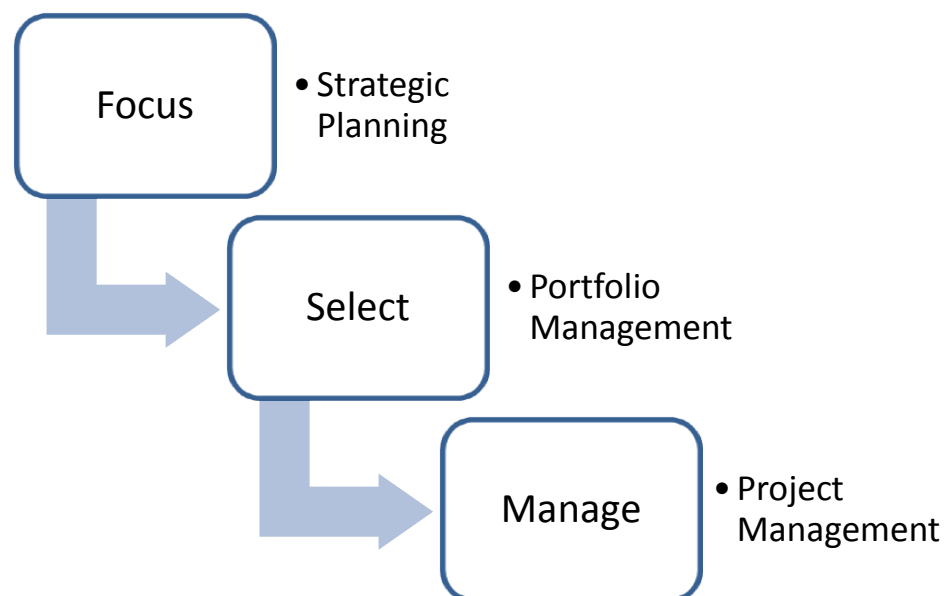 Focus
• Strategic
Planning
Select
• Portfolio
Management
Manage
• Project
Management